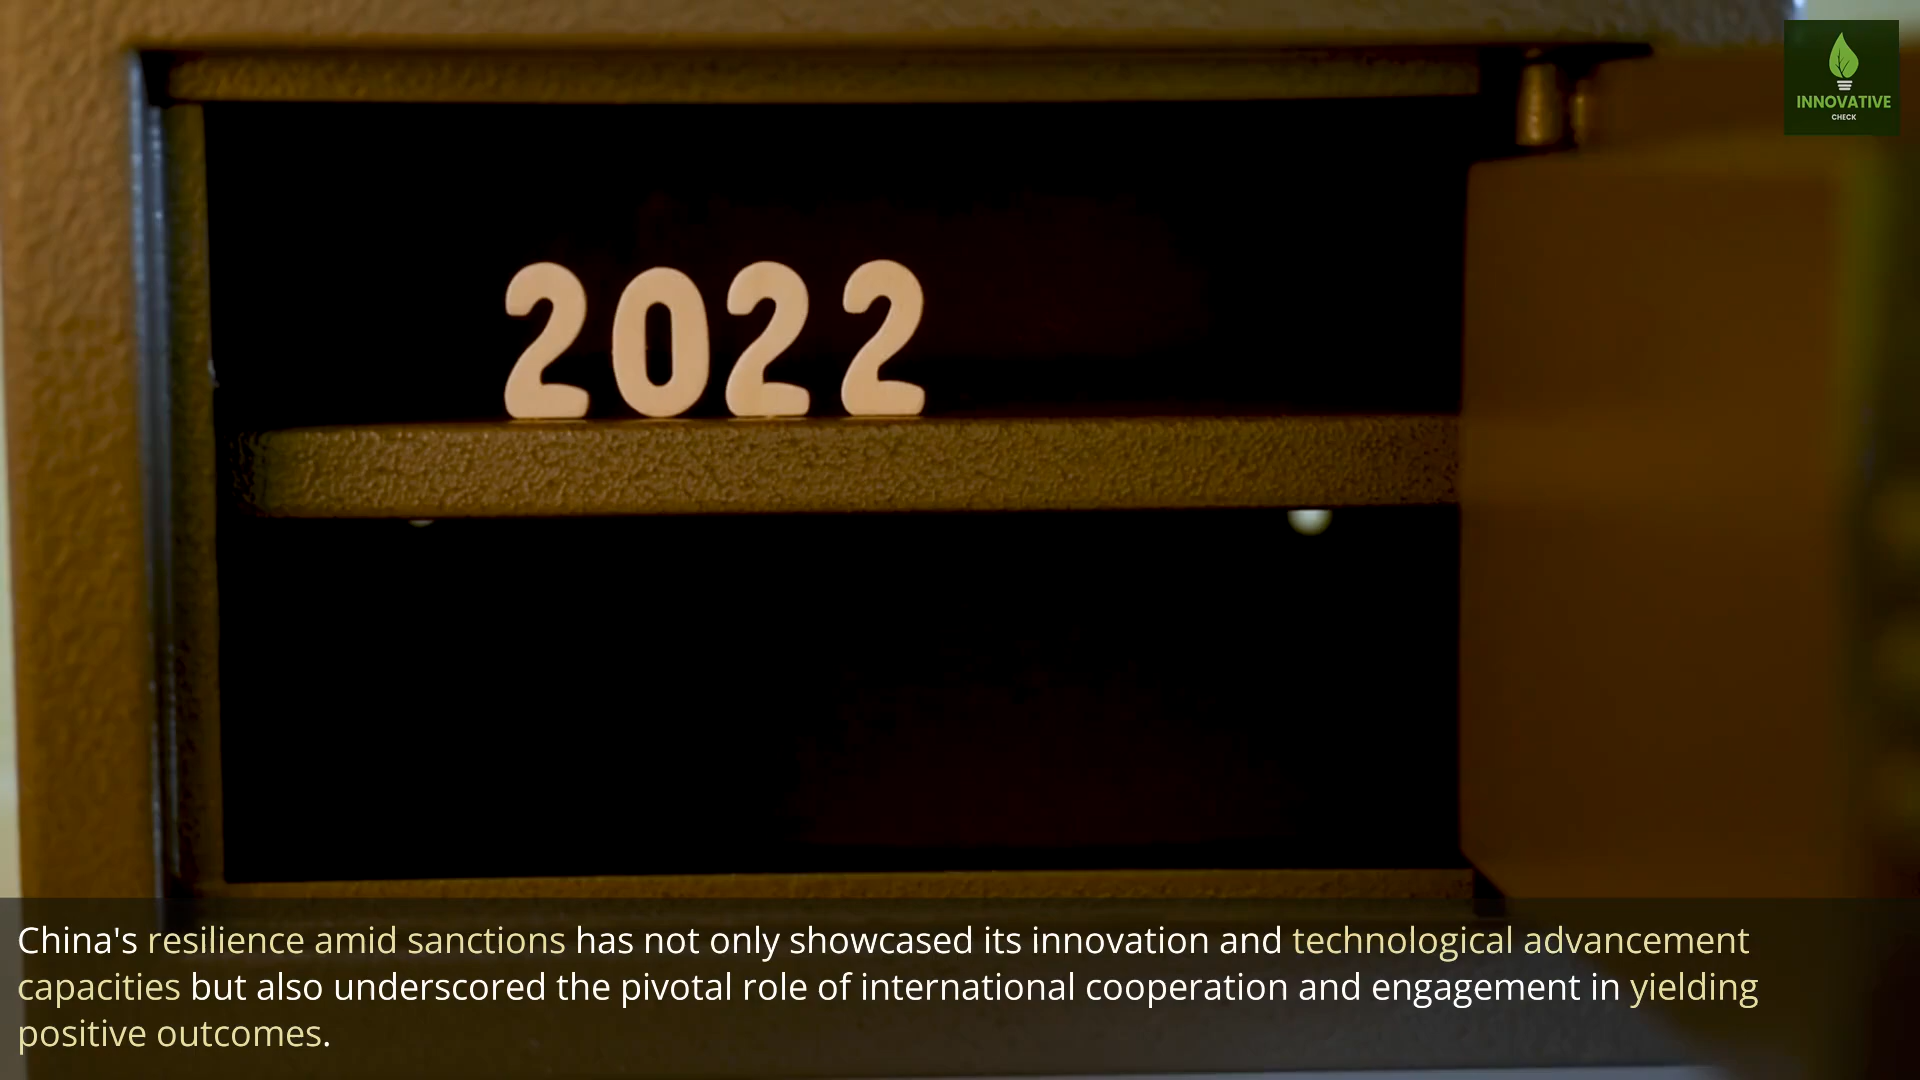 INNOVATIVE
CHECK
2022
China's resilience amid sanctions has not only showcased its innovation and technological advancement
capacities but also underscored the pivotal role of international cooperation and engagement in yielding
positive outcomes.